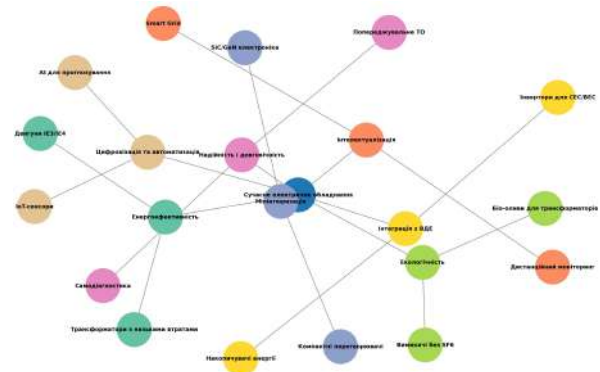 Smart Grid
Попереджувальне ТО
SiC/GaN електроніка
AI для прогнозування
Інвертори для СЕС/ВЕС
Двигуни IE3/IE4
Інтелектуалізація
Цифровізація та автоматизація
Надійність і довговічність
Сучасне електричне обладнання
Мініатюризація
IoT-сенсори
Енергоефективність
Біо-оливи для трансформаторів
Інтеграція з ВДЕ
Екологічність
Дистанційний моніторинг
Самодіагностика
Трансформатори з низькими втратами
Компактні перетворювачі
Вимикачі без SF6
Накопичувачі енергії